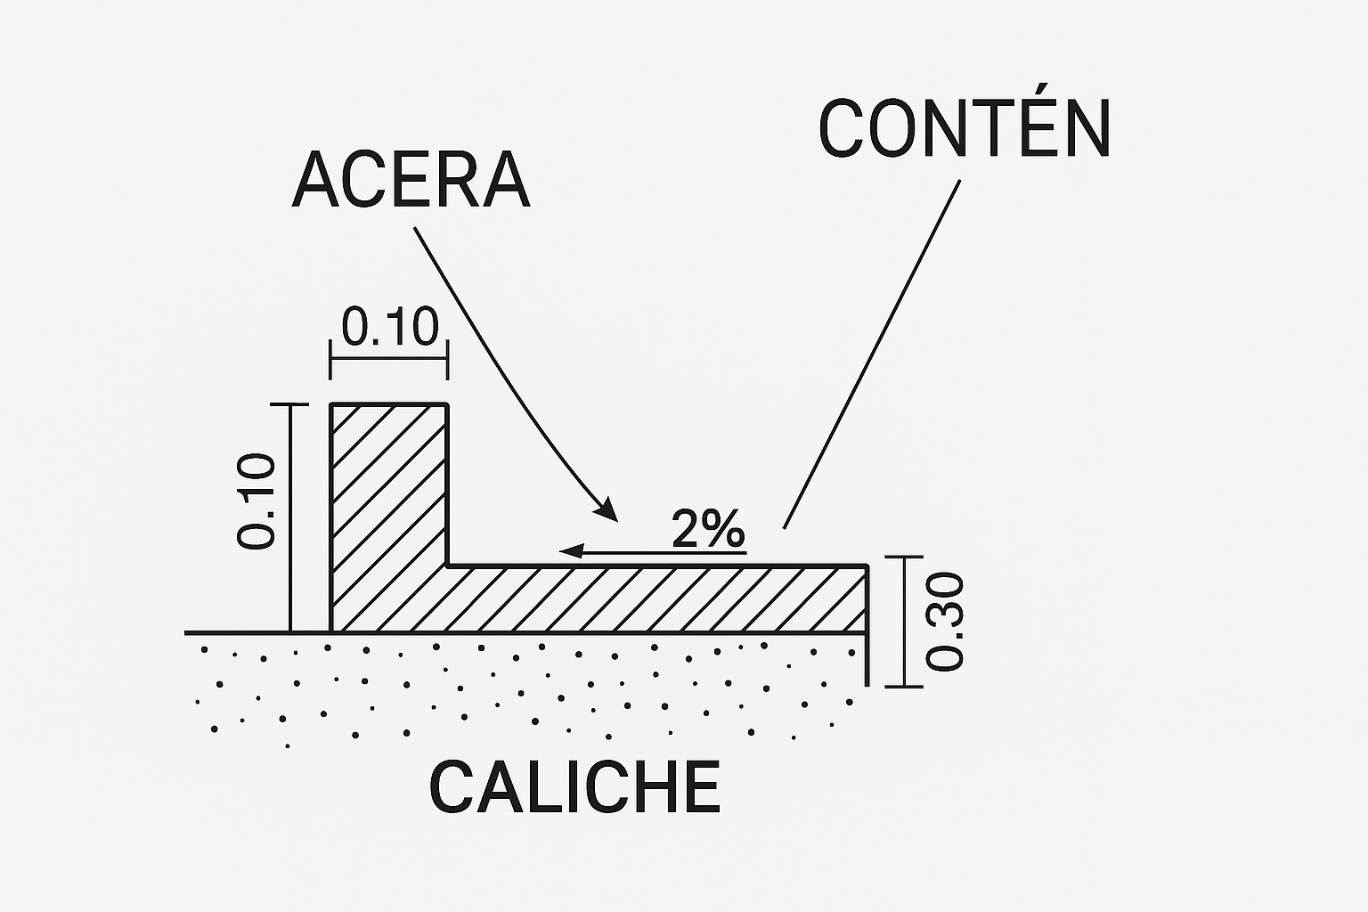 CONTÉN
ACERA
0.10
0.10
2%
0.30
CALICHE